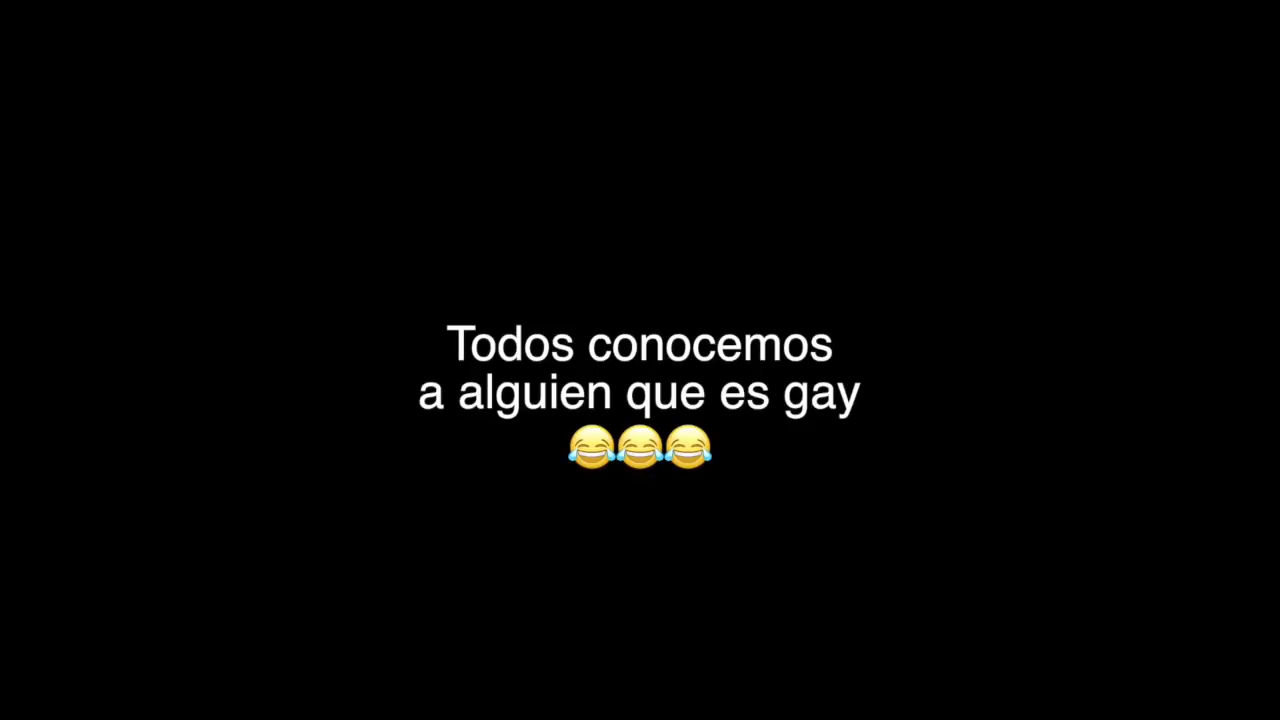 Todos conocemos
a alguien que es gay
😂😂😂